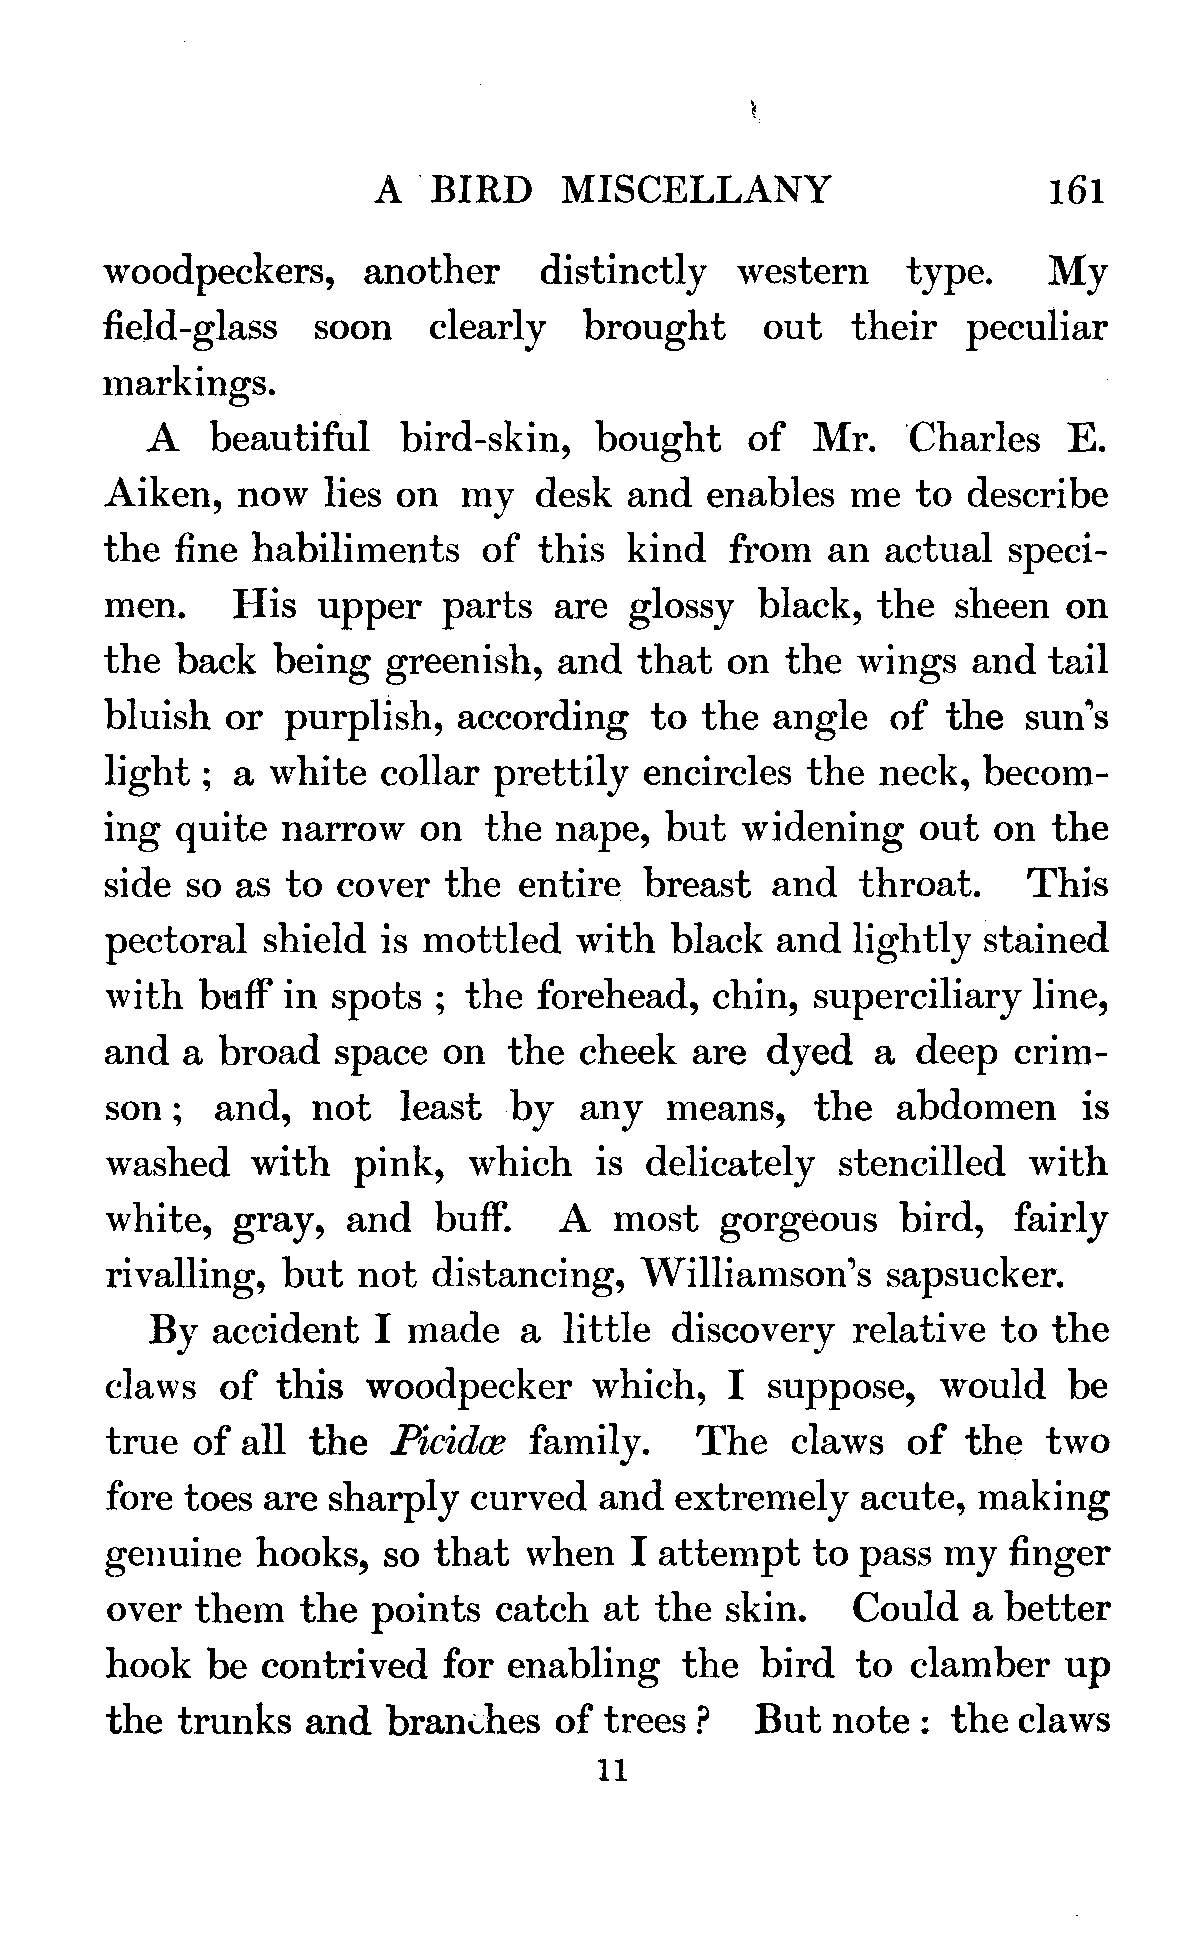 A BIRD MISCELLANY 161
woodpeckers, another distinctly western type. My
field-glass soon clearly brought out their peculiar
markings.
A beautiful bird-skin, bought of Mr. Charles E.
Aiken, now lies on my desk and enables me to describe
the fine habiliments of this kind from an actual speci-
men. His upper parts are glossy black, the sheen on
the back being greenish, and that on the wings and tail
bluish or purplish, according to the angle of the sun's
light ; a white collar prettily encircles the neck, becom-
ing quite narrow on the nape, but widening out on the
side so as to cover the entire breast and throat. This
pectoral shield is mottled with black and lightly stained
with buff in spots ; the forehead, chin, superciliary line,
and a broad space on the cheek are dyed a deep crim-
son ; and, not least by any means, the abdomen is
washed with pink, which is delicately stencilled with
white, gray, and buff. A most gorgeous bird, fairly
rivalling, but not distancing, Williamson's sapsucker.
By accident I made a little discovery relative to the
claws of this woodpecker which, I suppose, would be
true of all the Picidœ family. The claws of the two
fore toes are sharply curved and extremely acute, making
genuine hooks, so that when I attempt to pass my finger
over them the points catch at the skin. Could a better
hook be contrived for enabling the bird to clamber up
the trunks and branches of trees ? But note : the claws
11